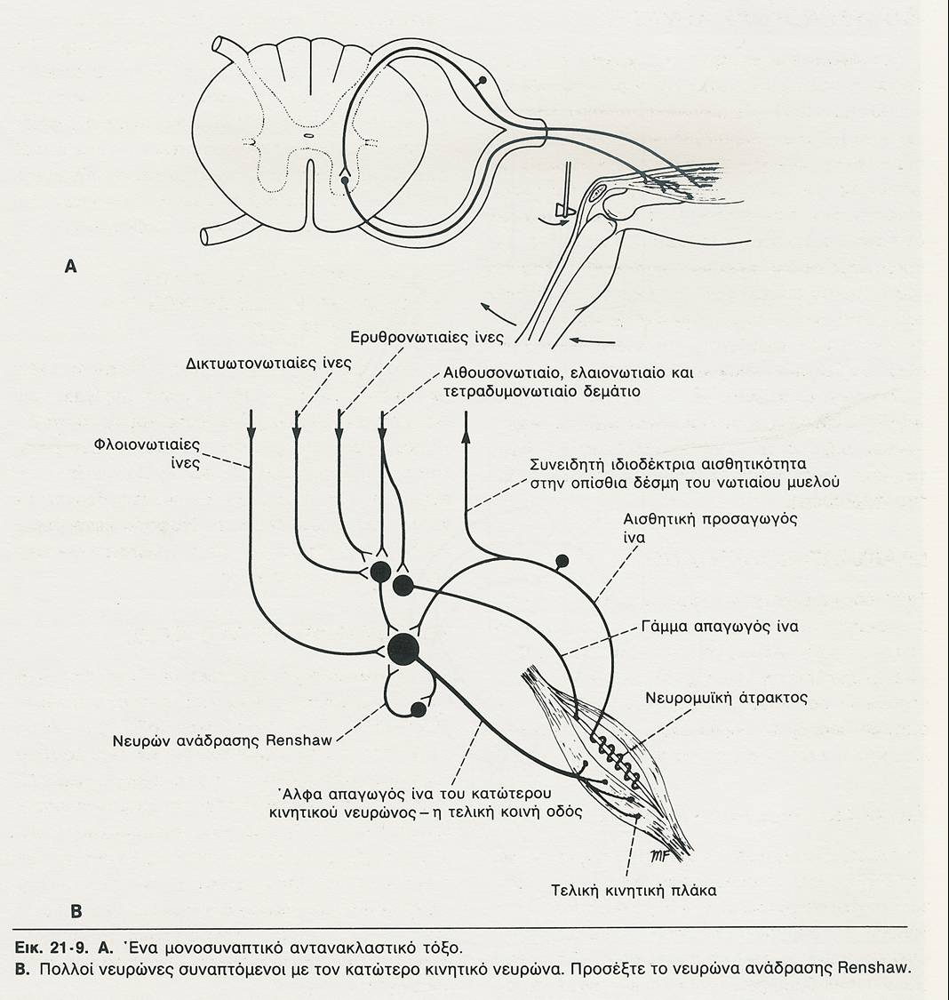 A
Ερυθρονωτιαίες ίνες
Δικτυωτονωτιαίες ίνες
Αιθουσονωτιαίο, ελαιονωτιαίο και
τετραδυμονωτιαίο δεμάτιο
Φλοιονωτιαίες
ίνες
Συνειδητή ιδιοδέκτρια αισθητικότητα
στην οπίσθια δέσμη του νωτιαίου μυελού
Αισθητική προσαγωγός
ίνα
Γάμμα απαγωγός ίνα
Νευρομυϊκή άτρακτος
Νευρών ανάδρασης Renshaw
Άλφα απαγωγός ίνα του κατώτερου
κινητικού νευρώνος – η τελική κοινή οδός
MF
Τελική κινητική πλάκα
B
Εικ. 21-9. Α. Ένα μονοσυναπτικό αντανακλαστικό τόξο.
Β. Πολλοί νευρώνες συναπτόμενοι με τον κατώτερο κινητικό νευρώνα. Προσέξτε το νευρώνα ανάδρασης Renshaw.